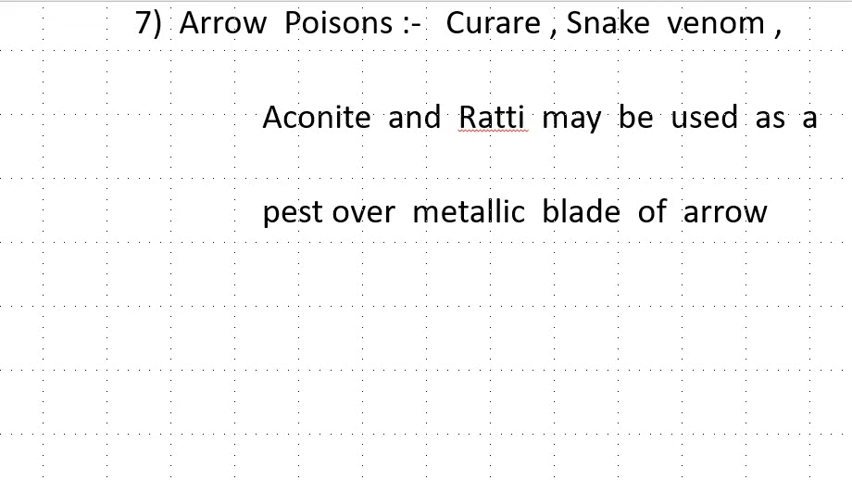 7) Arrow Poisons :- Curare , Snake venom ,
Aconite and Ratti may be used as a
pest over metallic blade of arrow